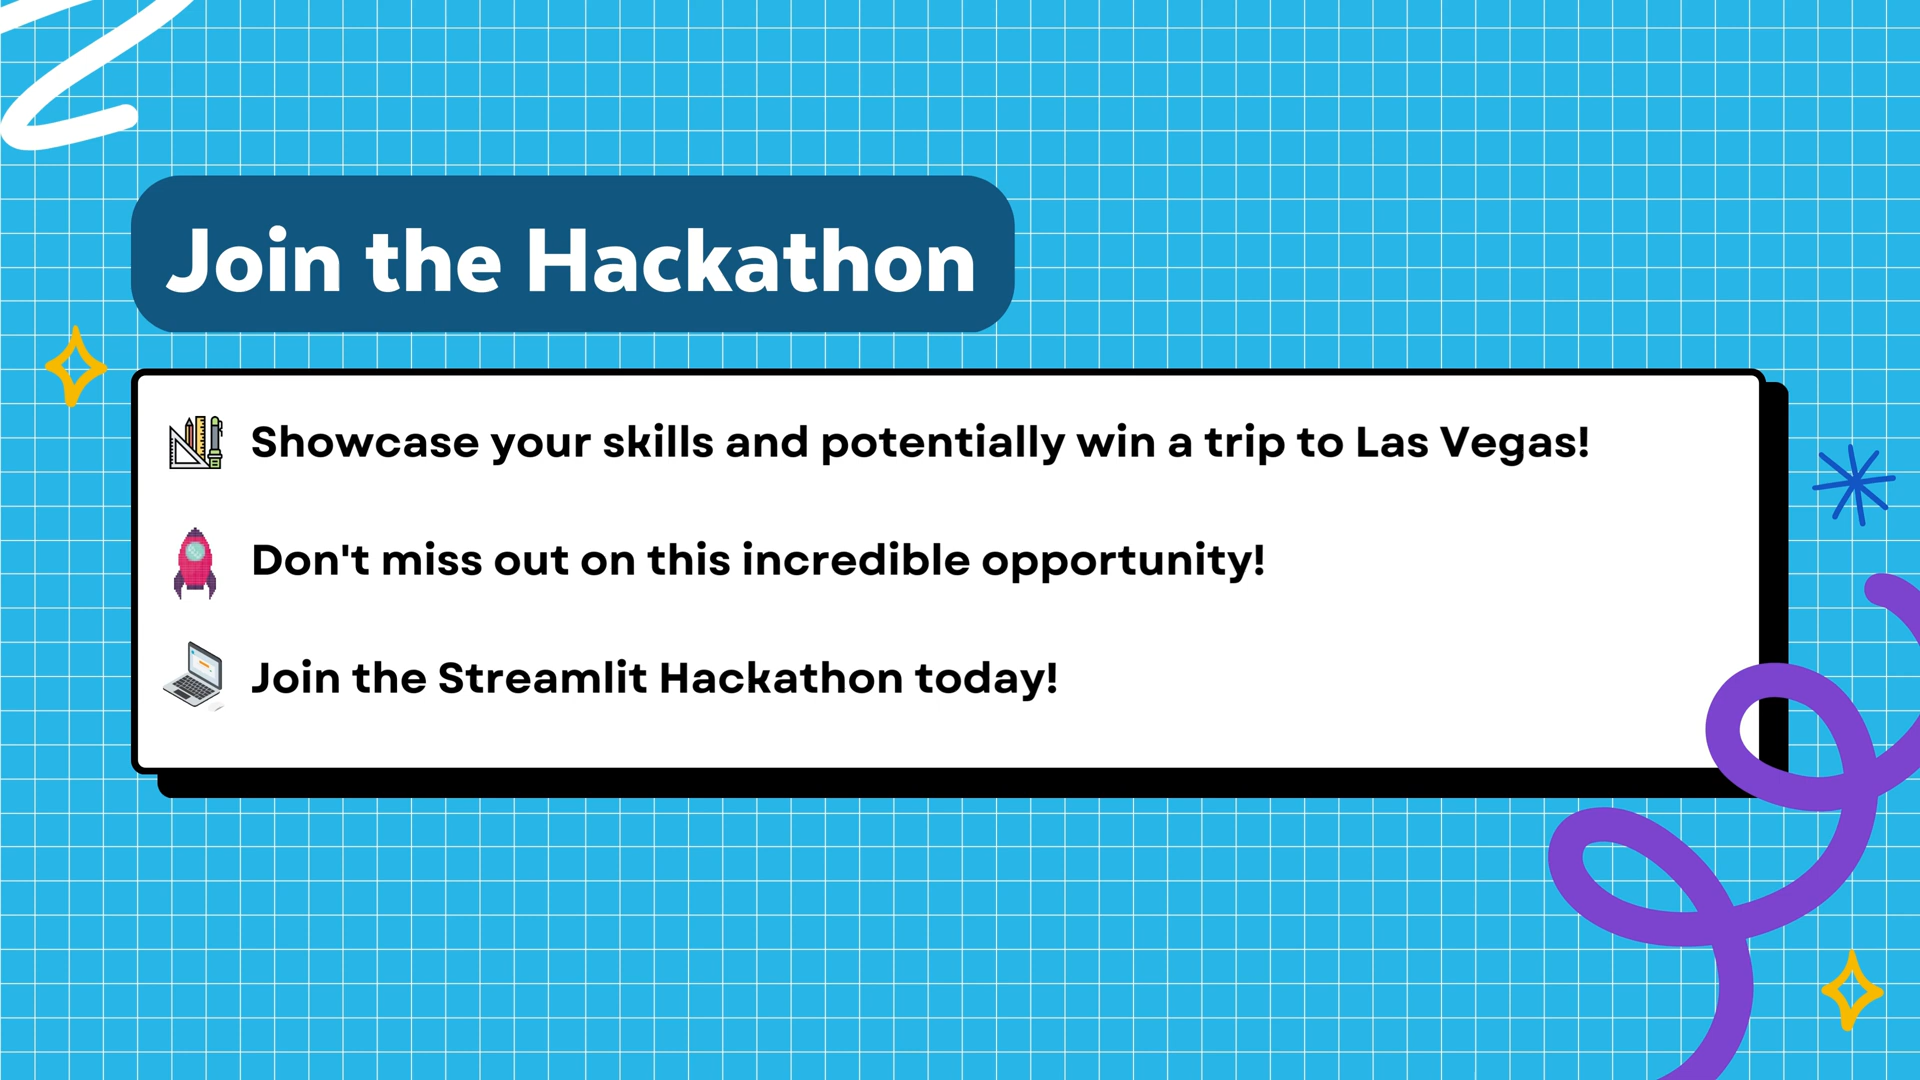 Join the Hackathon
Showcase your skills and potentially win a trip to Las Vegas!
Don't miss out on this incredible opportunity!
Join the Streamlit Hackathon today!